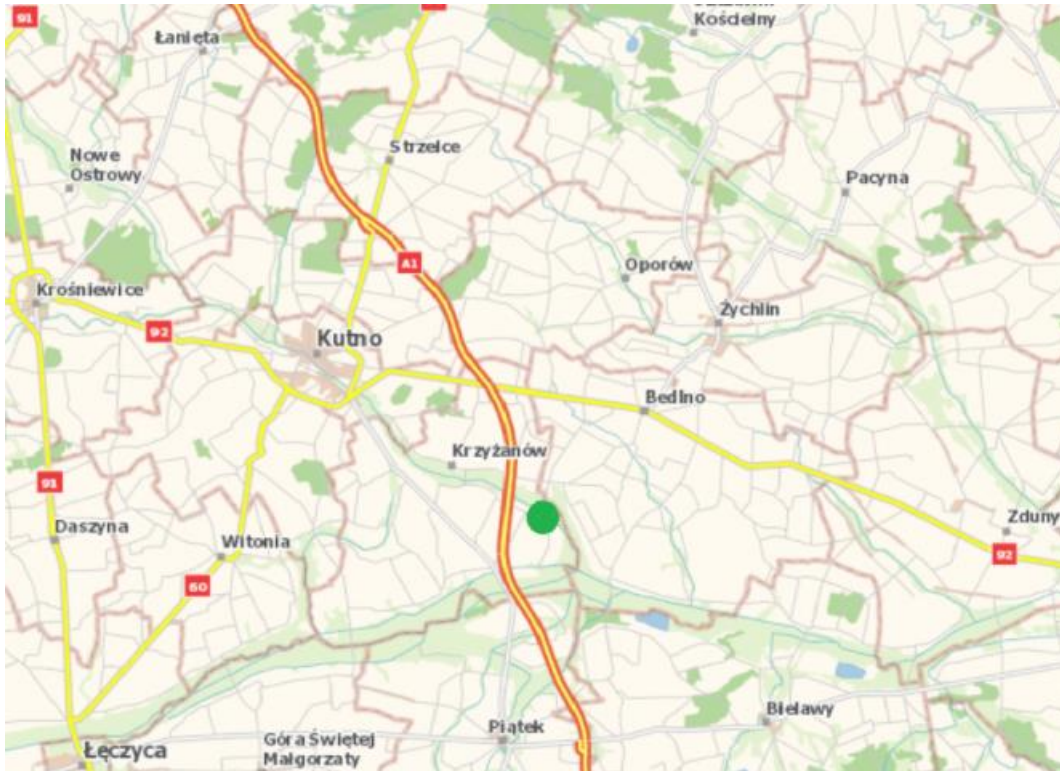 91
Kościelny
Łanięta
Strzelce
Nowe
Ostrowy
Pacyna
A1
Oporów
Krośniewice
92
Kutno
Żychlin
Bedlno
Krzyżanów
91
Daszyna
Witonia
Zduny
92
60
Bielawy
Piątek
Góra Świętej
Małgorzaty
Łęczyca